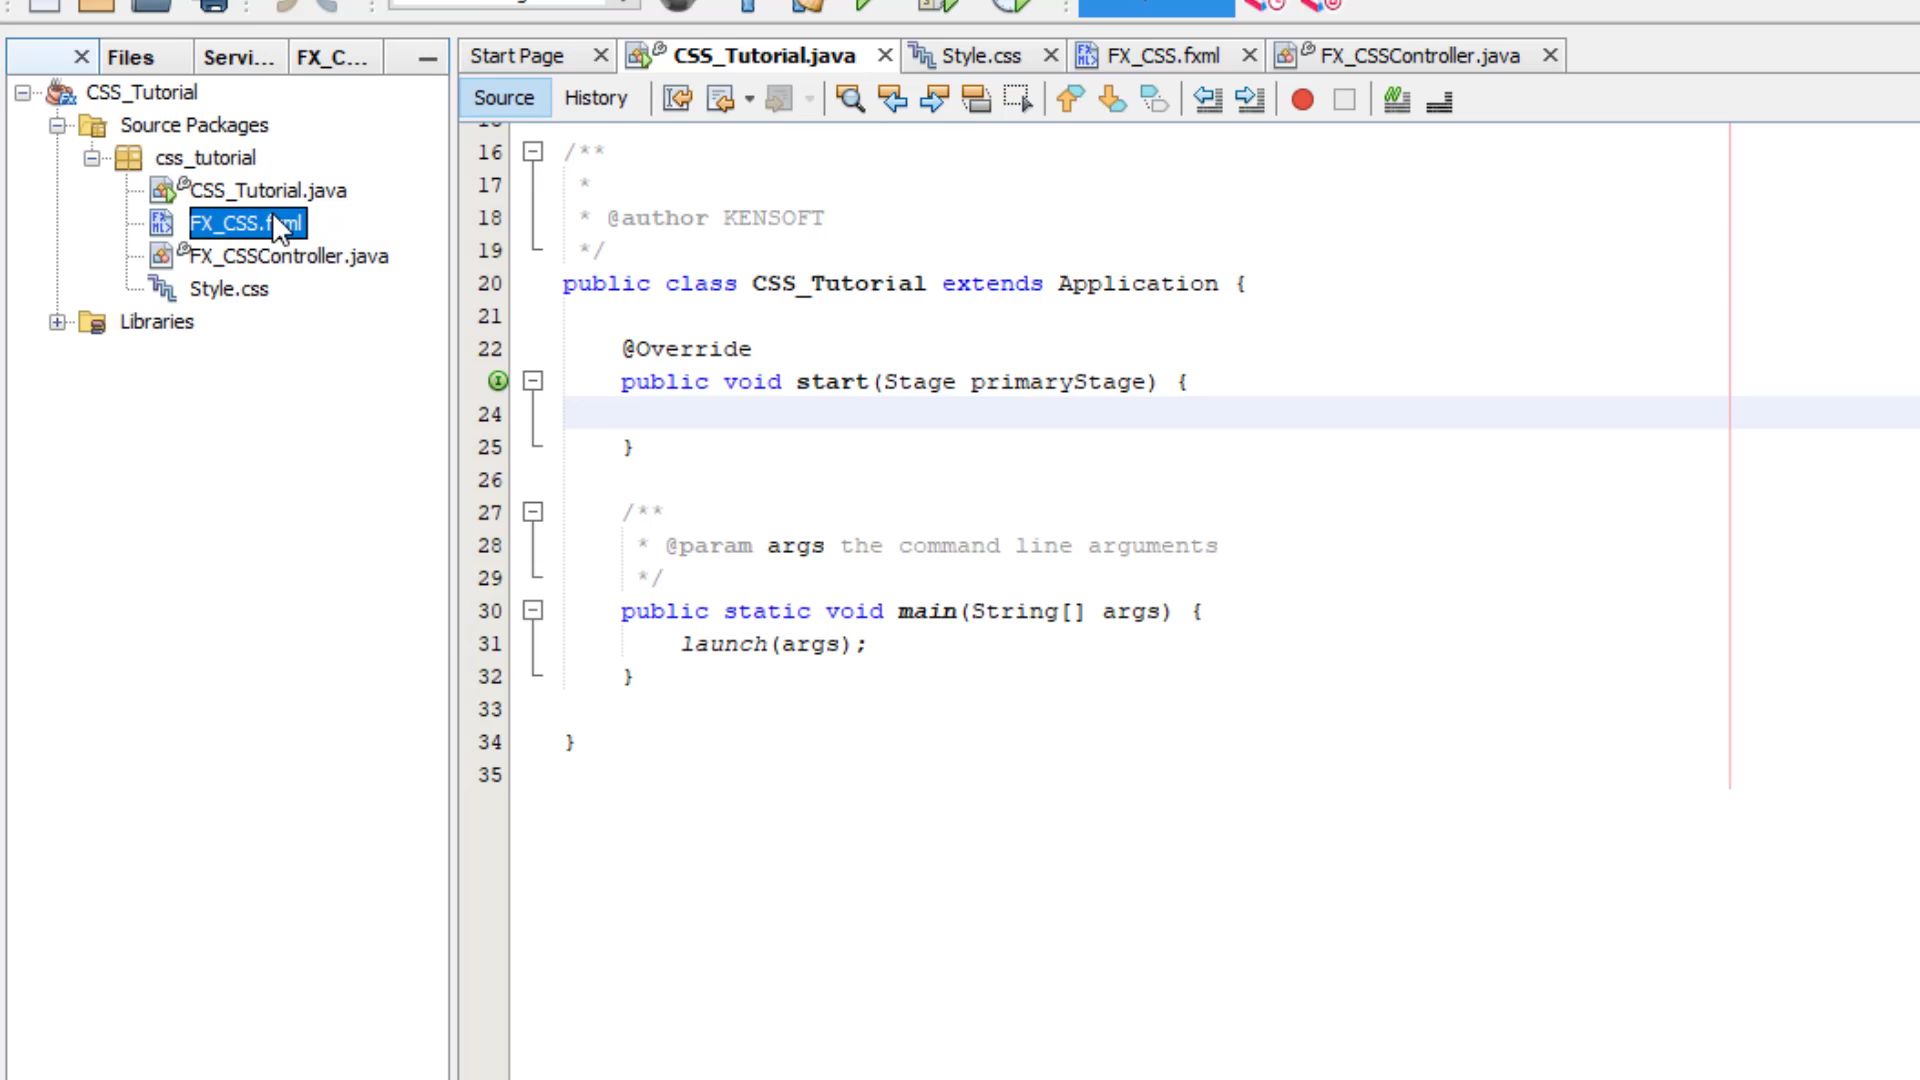 Files Servi... FX_C...
CSS_Tutorial
Source Packages
css_tutorial
CSS_Tutorial.java
FX_CSS.fxml
FX_CSSController.java
Style.css
Libraries
Start Page CSS_Tutorial.java Style.css FX_CSS.fxml FX_CSSController.java
Source History
16 /**
17 *
18 * @author KENSOFT
19 */
20 public class CSS_Tutorial extends Application {
21
22 @Override
public void start(Stage primaryStage) {
24
25 }
26
27 /**
28 * @param args the command line arguments
29 */
30 public static void main(String[] args) {
31 launch(args);
32 }
33
34 }
35